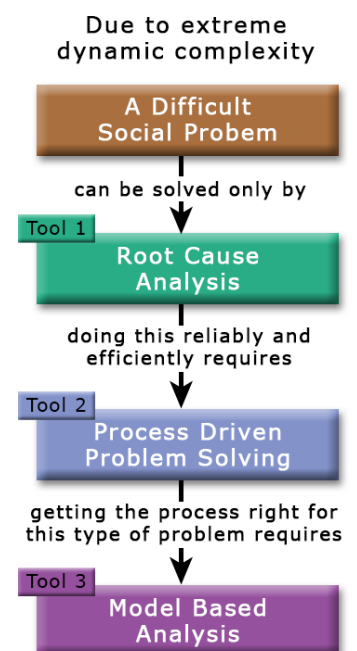 Due to extreme
dynamic complexity
A Difficult
Social Probem
can be solved only by
Tool 1
Root Cause
Analysis
doing this reliably and
efficiently requires
Tool 2
Process Driven
Problem Solving
getting the process right for
this type of problem requires
Tool 3
Model Based
Analysis